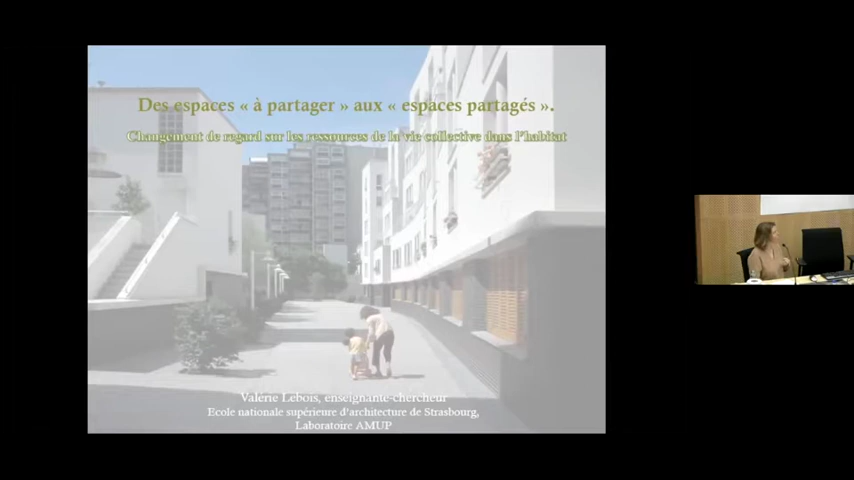 Des espaces « à partager » aux « espaces partagés ».
Changement de regard sur les ressources de la vie collective dans l'habitat
Valérie Lebois, enseignante-chercheur
Ecole nationale supérieure d'architecture de Strasbourg,
Laboratoire AMUP